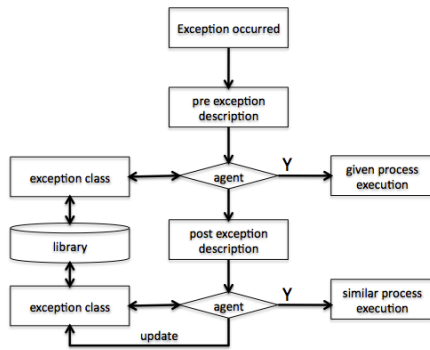 Exception occurred
pre exception
description
exception class
agent
Y
given process
execution
library
post exception
description
exception class
agent
Y
similar process
execution
update